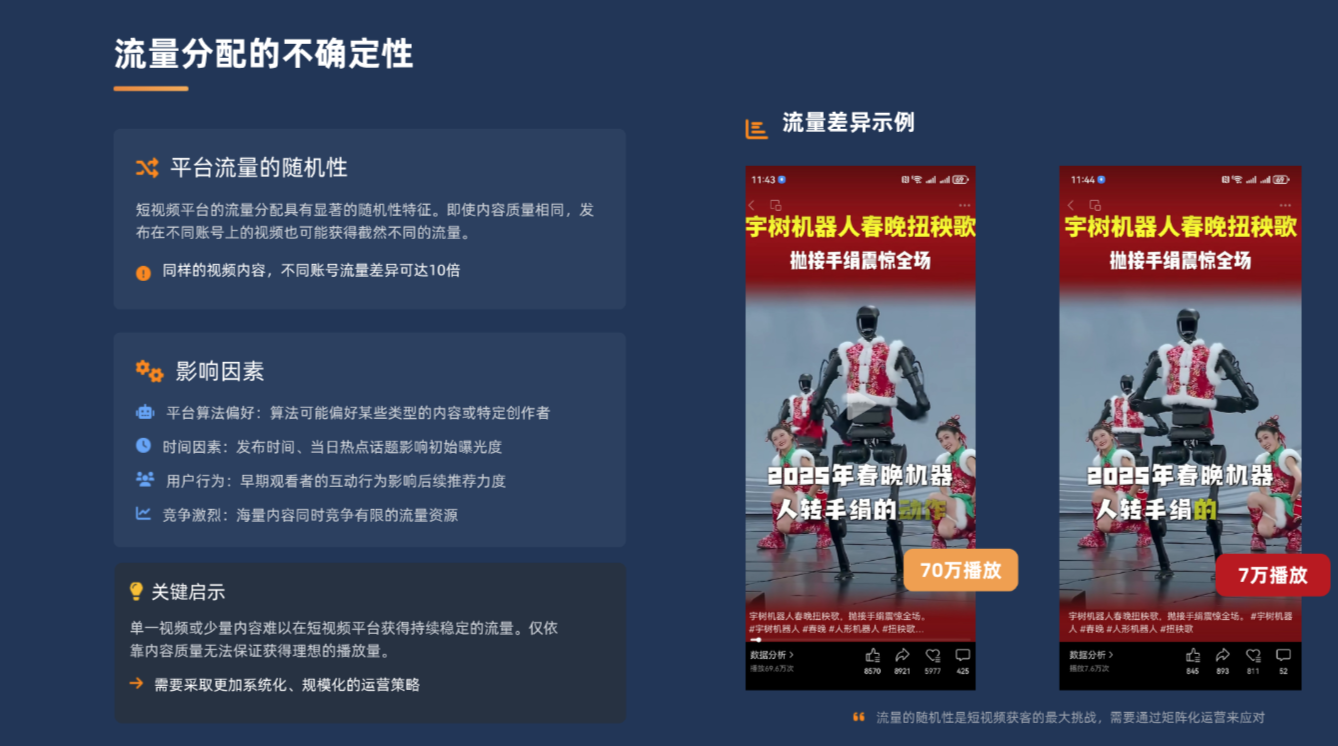 流量分配的不确定性
平台流量的随机性
短视频平台的流量分配具有显著的随机性特征。即使内容质量相同，发
布在不同账号上的视频也可能获得截然不同的流量。
同样的视频内容，不同账号流量差异可达10倍
影响因素
平台算法偏好：算法可能偏好某些类型的内容或特定创作者
时间因素：发布时间、当日热点话题影响初始曝光度
用户行为：早期观看者的互动行为影响后续推荐力度
竞争激烈：海量内容同时竞争有限的流量资源
关键启示
单一视频或少量内容难以在短视频平台获得持续稳定的流量。仅依
靠内容质量无法保证获得理想的播放量。
需要采取更加系统化、规模化的运营策略
流量差异示例
11:43
69
宇树机器人春晚扭秧歌
抛接手绢震惊全场
2025年春晚机器
人转手绢的动作
70万播放
宇树机器人春晚扭秧歌，抛接手绢震惊全场。
#宇树机器人 #春晚 #人形机器人 #扭秧歌...
数据分析
播放69.6万次
8570 8921 5977 425
11:44
69
宇树机器人春晚扭秧歌
抛接手绢震惊全场
2025年春晚机器
人转手绢的
7万播放
宇树机器人春晚扭秧歌，抛接手绢震惊全场。 #宇树机器
人 #春晚 #人形机器人 #扭秧歌
数据分析
播放7.6万次
845 893 811 52
流量的随机性是短视频获客的最大挑战，需要通过矩阵化运营来应对